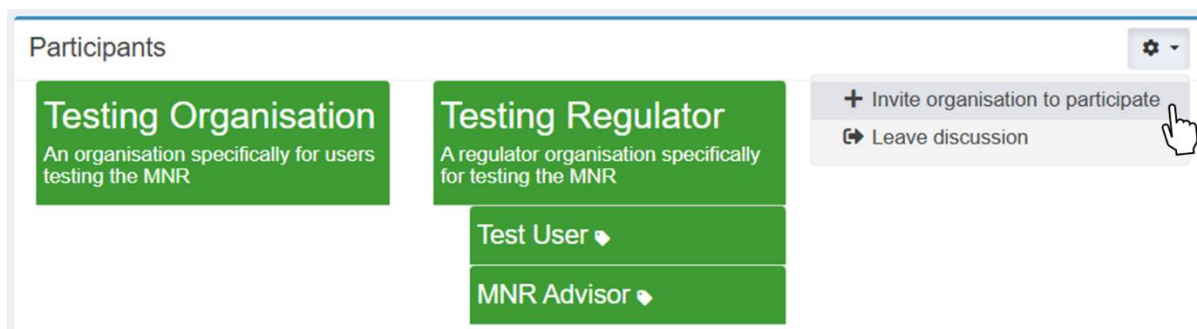 Participants
Testing Organisation
An organisation specifically for users
testing the MNR
Testing Regulator
A regulator organisation specifically
for testing the MNR
Test User
MNR Advisor
Invite organisation to participate
Leave discussion